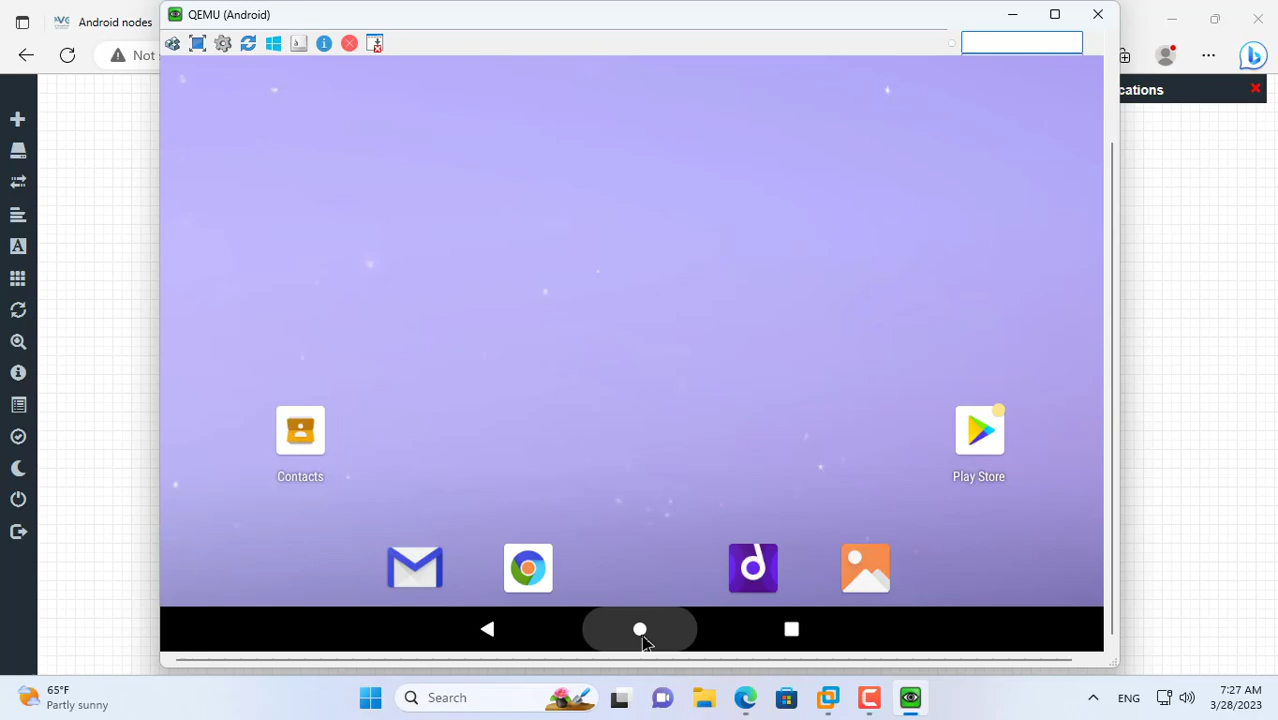 Android nodes
QEMU (Android)
Not
cations
Contacts
Play Store
65°F
Partly sunny
Search
ENG
7:27 AM
3/28/2023